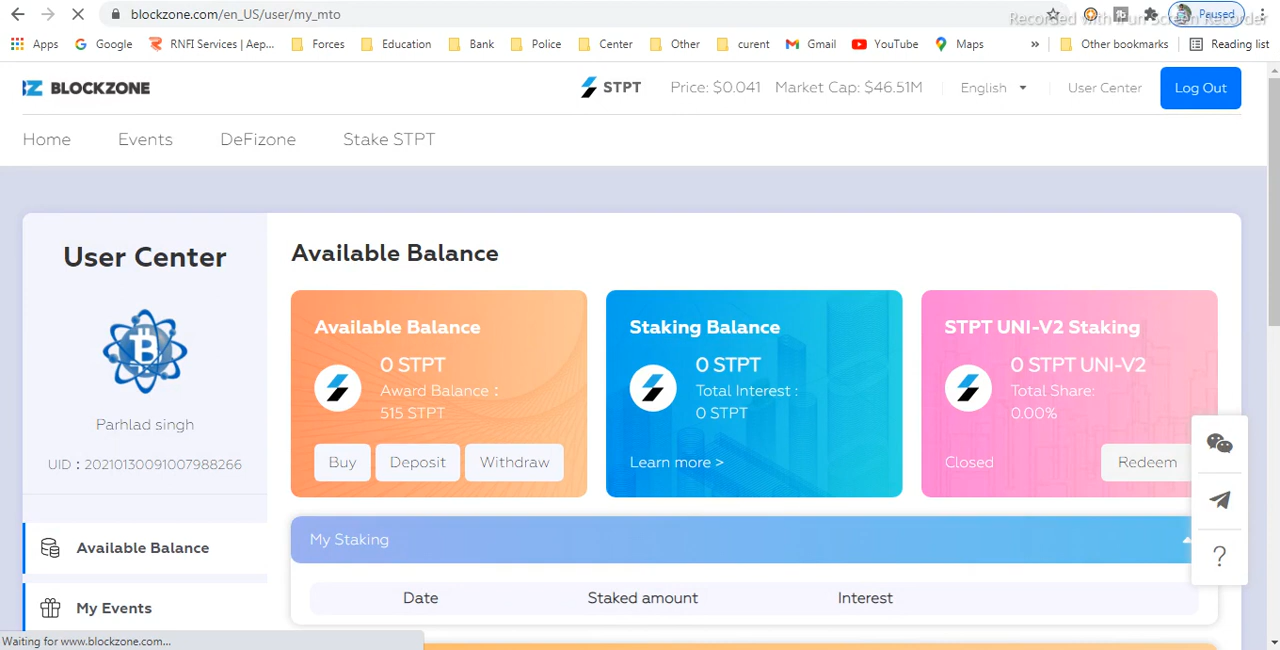 blockzone.com/en_US/user/my_mto
Paused
Recorded with iFun Screen Recorder
Apps Google RNFI Services | Aep... Forces Education Bank Police Center Other curent Gmail YouTube Maps » Other bookmarks Reading list
BLOCKZONE
STPT Price: $0.041 Market Cap: $46.51M English User Center Log Out
Home Events DeFizone Stake STPT
User Center
Parhlad singh
UID：20210130091007988266
Available Balance
My Events
Available Balance
Available Balance
0 STPT
Award Balance：
515 STPT
Buy Deposit Withdraw
Staking Balance
0 STPT
Total Interest :
0 STPT
Learn more >
STPT UNI-V2 Staking
0 STPT UNI-V2
Total Share:
0.00%
Closed Redeem
?
My Staking
Date Staked amount Interest
Waiting for www.blockzone.com...